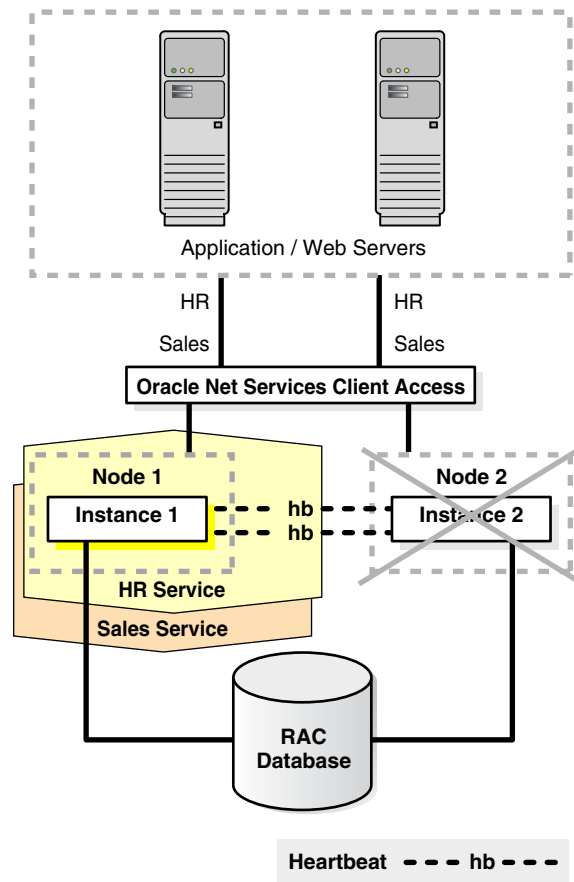 Application / Web Servers
HR
HR
Sales
Sales
Oracle Net Services Client Access
Node 1
Node 2
Instance 1
hb
Instance 2
hb
HR Service
Sales Service
RAC
Database
Heartbeat
hb